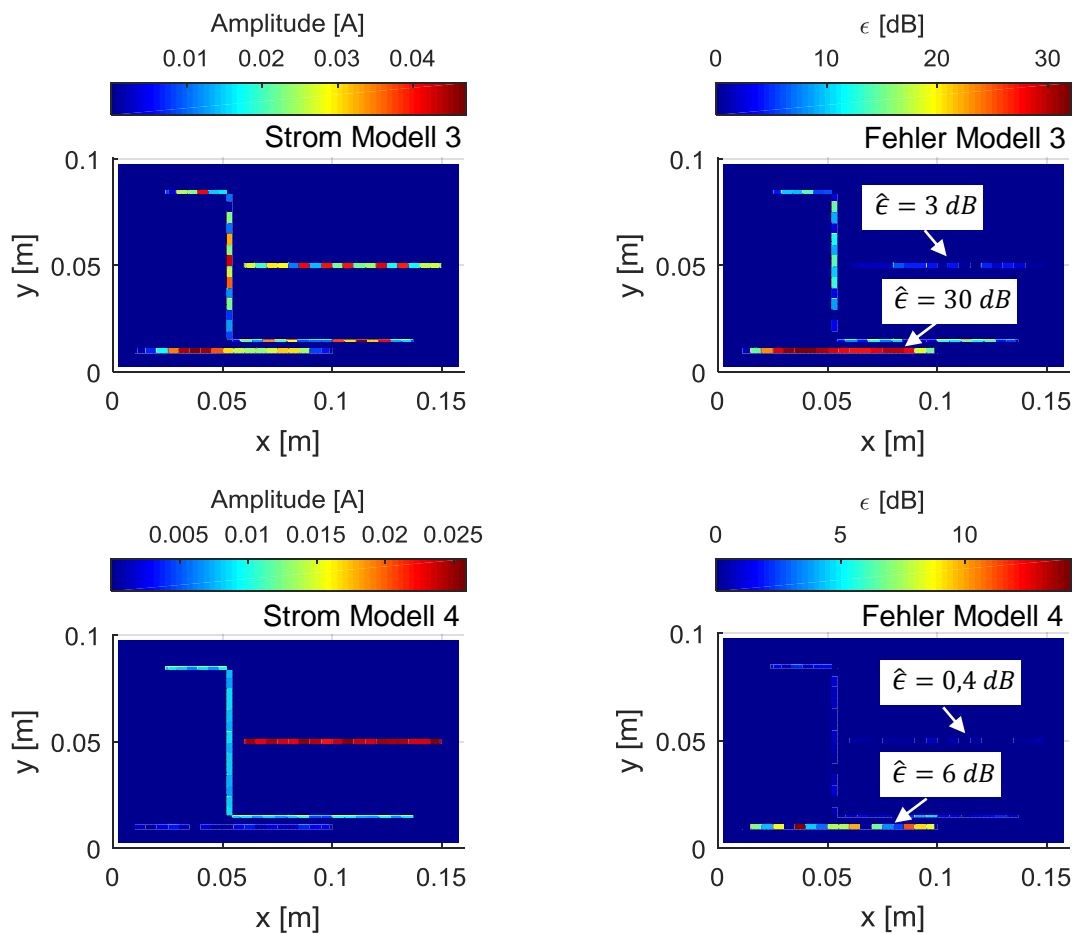 Amplitude [A]
0.01 0.02 0.03 0.04
Strom Modell 3
0.1
0.05
0
y [m]
0 0.05 0.1 0.15
x [m]
ϵ [dB]
0 10 20 30
Fehler Modell 3
0.1
0.05
0
y [m]
ϵ̂ = 3 dB
ϵ̂ = 30 dB
0 0.05 0.1 0.15
x [m]
Amplitude [A]
0.005 0.01 0.015 0.02 0.025
Strom Modell 4
0.1
0.05
0
y [m]
0 0.05 0.1 0.15
x [m]
ϵ [dB]
0 5 10
Fehler Modell 4
0.1
0.05
0
y [m]
ϵ̂ = 0,4 dB
ϵ̂ = 6 dB
0 0.05 0.1 0.15
x [m]